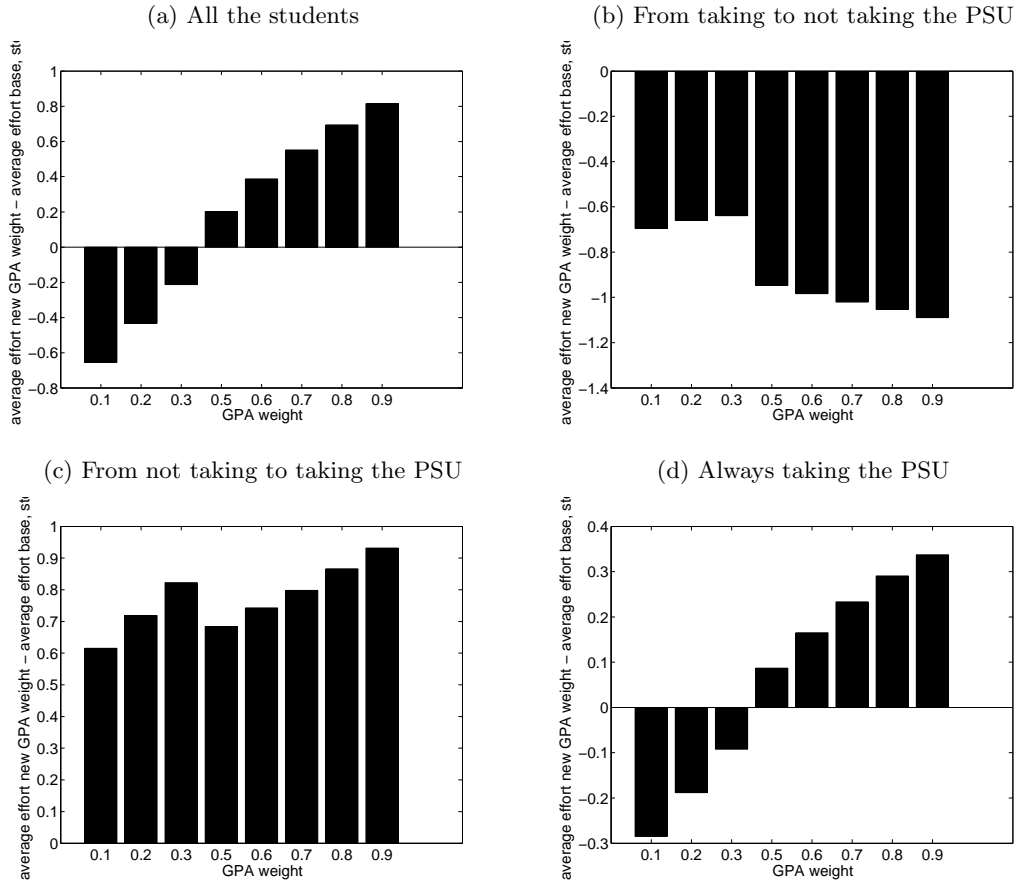 (a) All the students
1
0.8
0.6
0.4
0.2
0
−0.2
−0.4
−0.6
−0.8
0.1 0.2 0.3 0.5 0.6 0.7 0.8 0.9
GPA weight
average effort new GPA weight − average effort base,
(b) From taking to not taking the PSU
0
−0.2
−0.4
−0.6
−0.8
−1
−1.2
−1.4
0.1 0.2 0.3 0.5 0.6 0.7 0.8 0.9
GPA weight
average effort new GPA weight − average effort base,
(c) From not taking to taking the PSU
1
0.9
0.8
0.7
0.6
0.5
0.4
0.3
0.2
0.1
0
0.1 0.2 0.3 0.5 0.6 0.7 0.8 0.9
GPA weight
average effort new GPA weight − average effort base,
(d) Always taking the PSU
0.4
0.3
0.2
0.1
0
−0.1
−0.2
−0.3
0.1 0.2 0.3 0.5 0.6 0.7 0.8 0.9
GPA weight
average effort new GPA weight − average effort base,